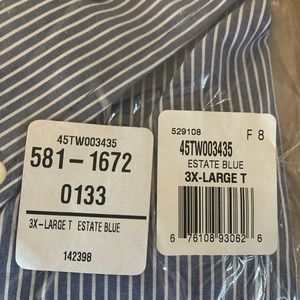 45TW003435
581-1672
0133
3X-LARGE T ESTATE BLUE
142398
529108 F 8
45TW003435
ESTATE BLUE
3X-LARGE T
6 76108 93062 6